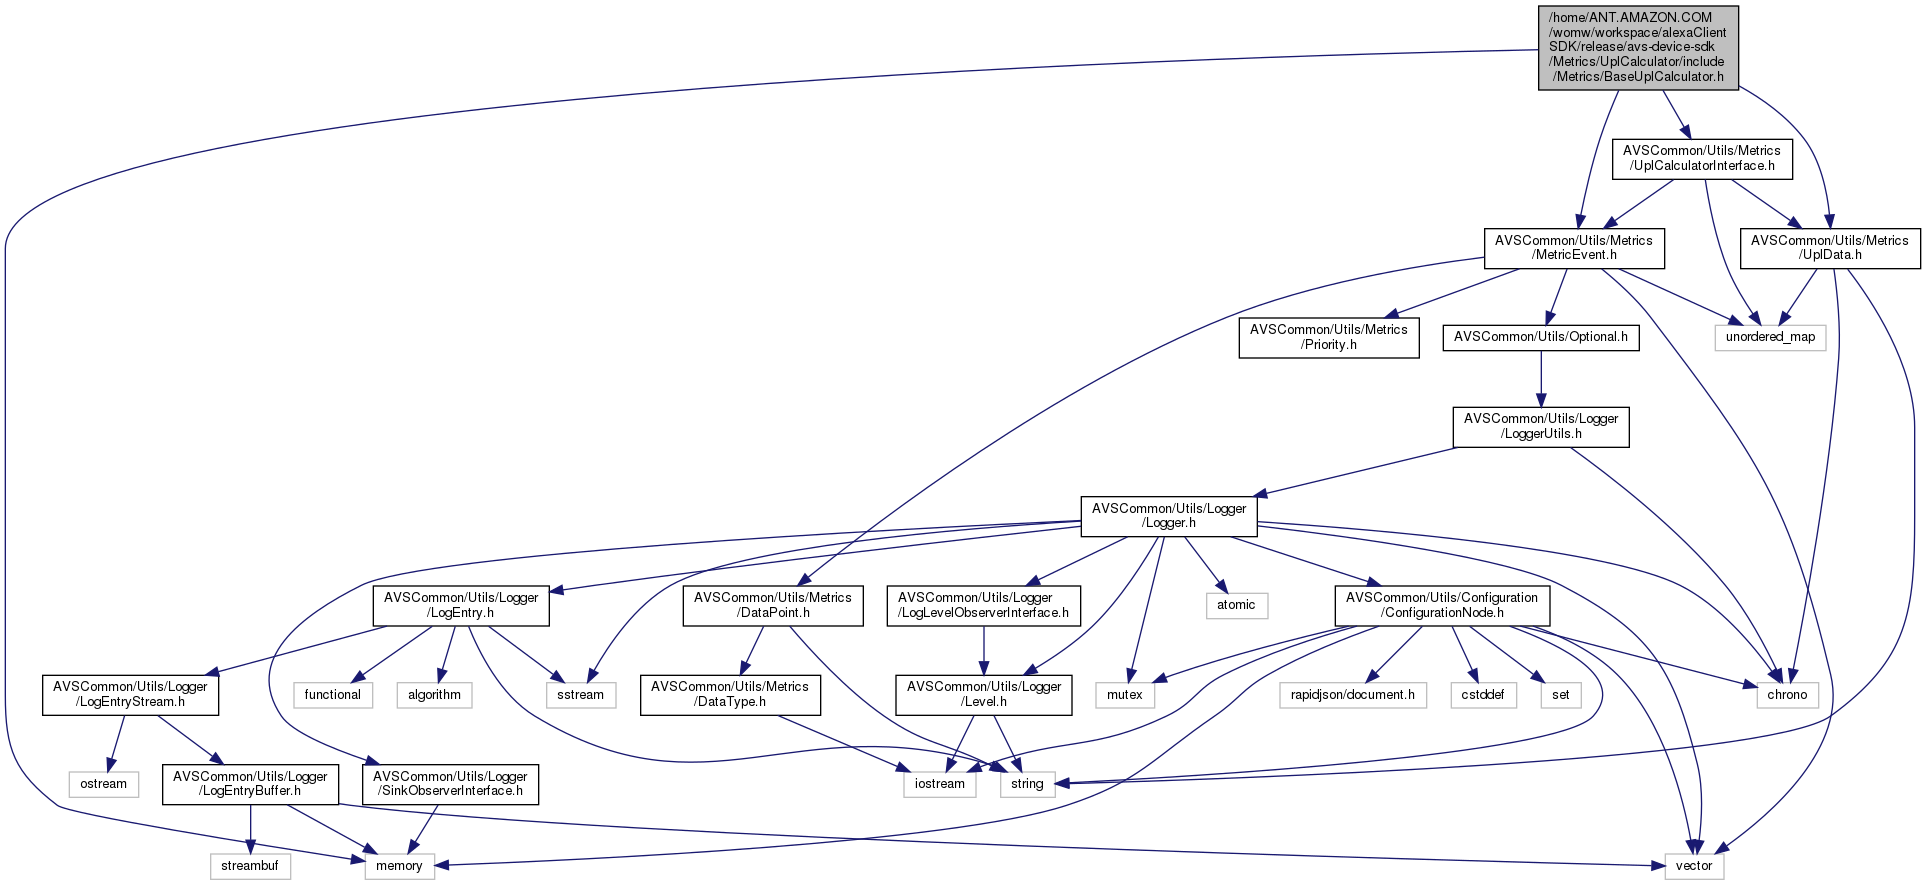 /home/ANT.AMAZON.COM
/womw/workspace/alexaClient
SDK/release/avs-device-sdk
/Metrics/UplCalculator/include
/Metrics/BaseUplCalculator.h
AVSCommon/Utils/Metrics
/UplCalculatorInterface.h
AVSCommon/Utils/Metrics
/MetricEvent.h
AVSCommon/Utils/Metrics
/UplData.h
AVSCommon/Utils/Metrics
/Priority.h
AVSCommon/Utils/Optional.h
unordered_map
AVSCommon/Utils/Logger
/LoggerUtils.h
AVSCommon/Utils/Logger
/Logger.h
AVSCommon/Utils/Logger
/LogEntry.h
AVSCommon/Utils/Metrics
/DataPoint.h
AVSCommon/Utils/Logger
/LogLevelObserverInterface.h
atomic
AVSCommon/Utils/Configuration
/ConfigurationNode.h
AVSCommon/Utils/Logger
/LogEntryStream.h
functional
algorithm
sstream
AVSCommon/Utils/Metrics
/DataType.h
AVSCommon/Utils/Logger
/Level.h
mutex
rapidjson/document.h
cstddef
set
chrono
ostream
AVSCommon/Utils/Logger
/LogEntryBuffer.h
AVSCommon/Utils/Logger
/SinkObserverInterface.h
iostream
string
streambuf
memory
vector